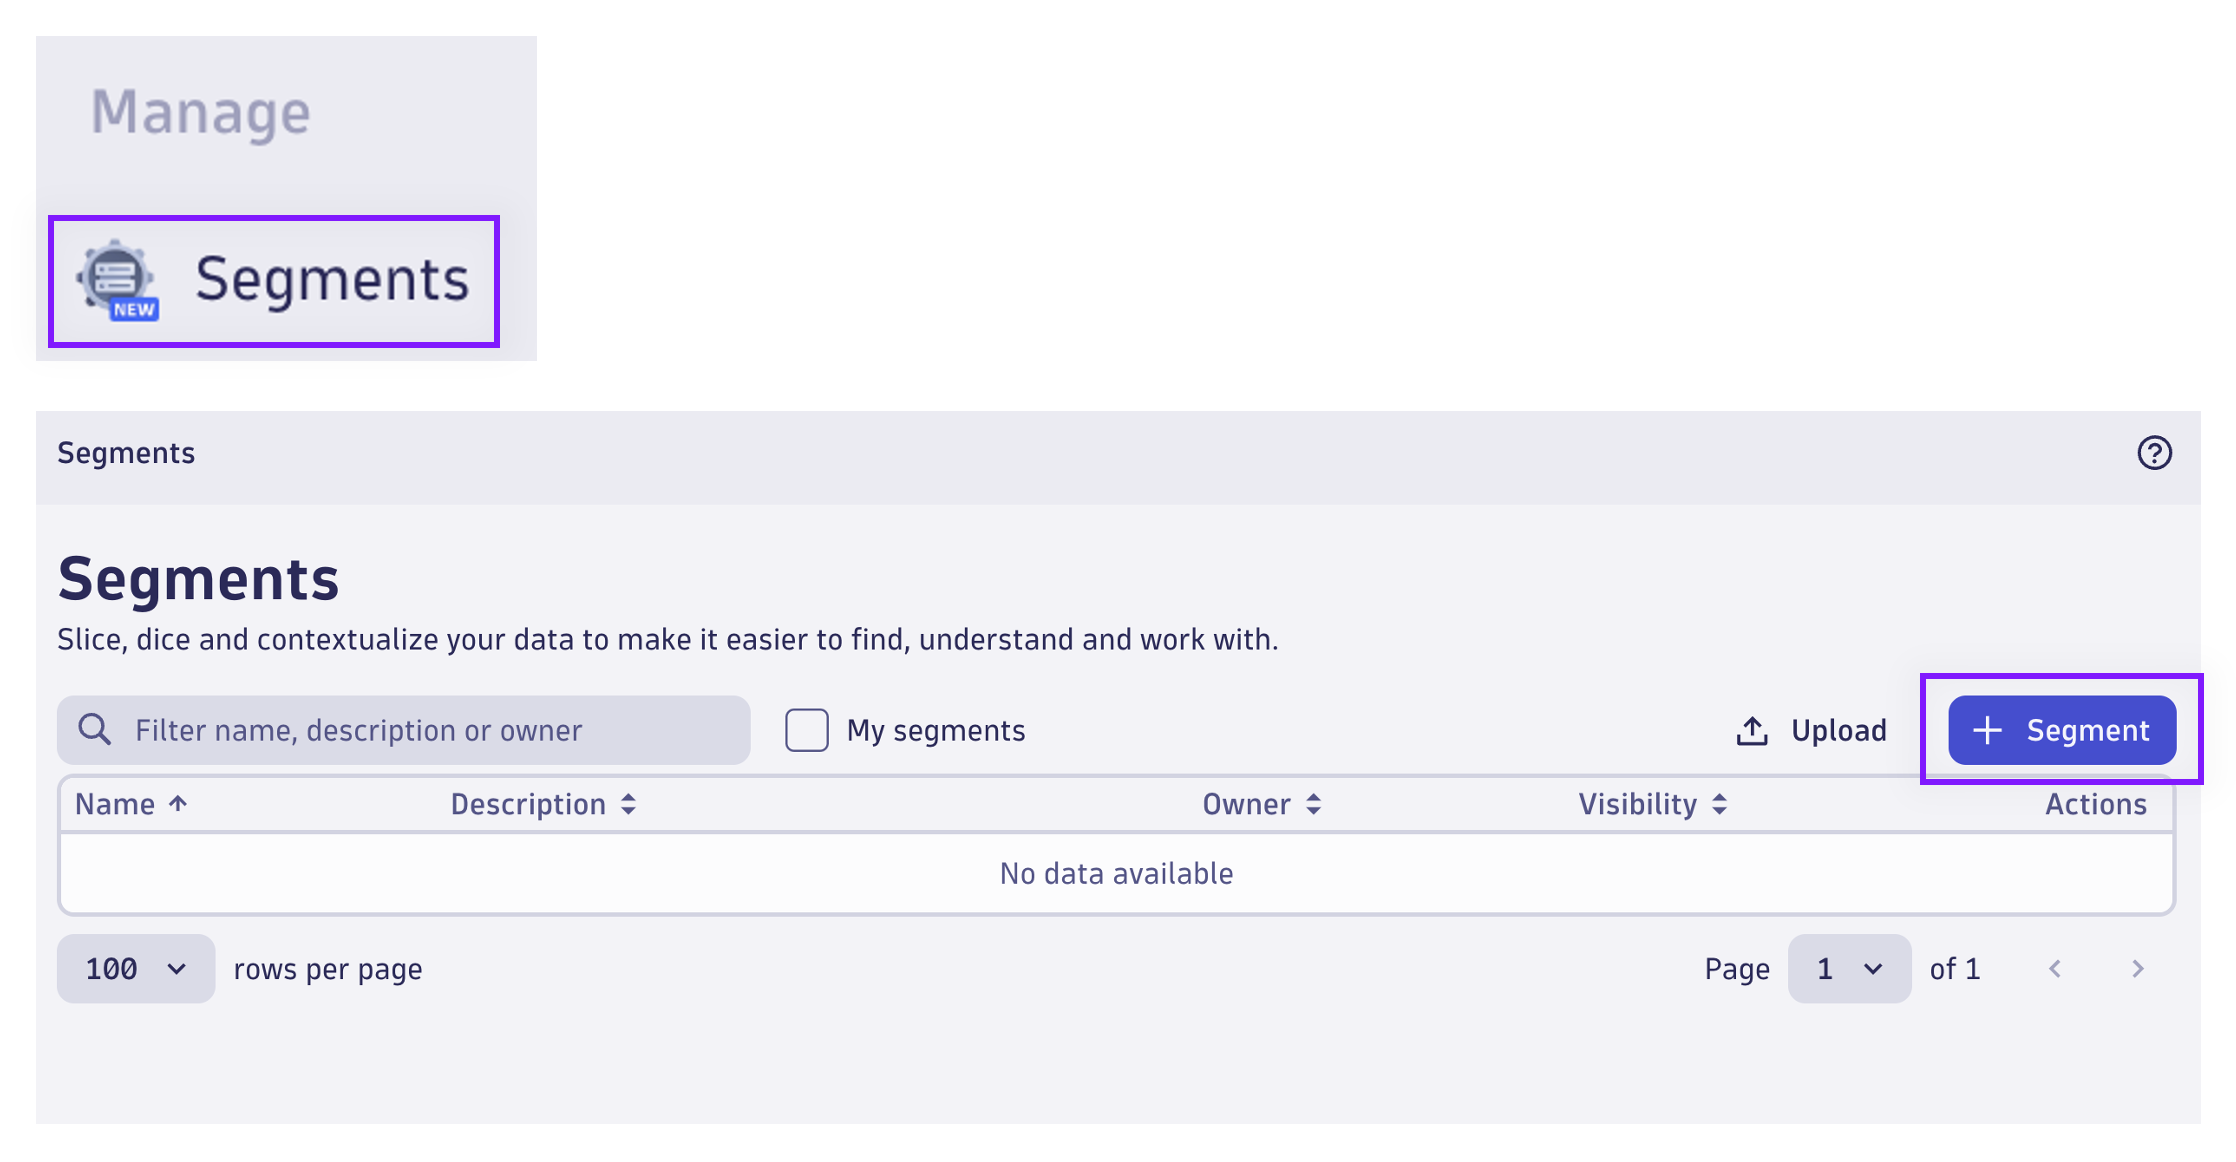 Manage
NEW
Segments
Segments
Segments
Slice, dice and contextualize your data to make it easier to find, understand and work with.
Filter name, description or owner
My segments
Upload
Segment
Name Description Owner Visibility Actions
No data available
100 rows per page
Page 1 of 1